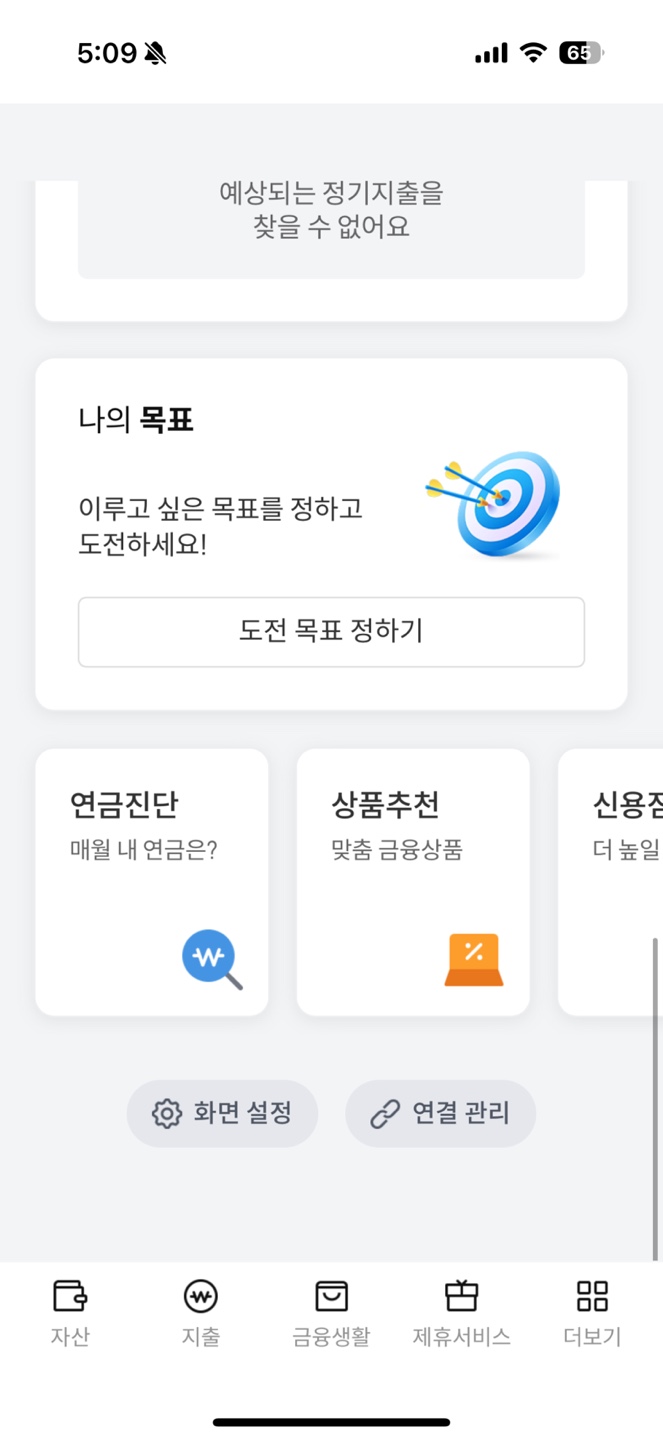 5:09
65
예상되는 정기지출을
찾을 수 없어요
나의 목표
이루고 싶은 목표를 정하고
도전하세요!
도전 목표 정하기
연금진단
매월 내 연금은?
상품추천
맞춤 금융상품
더 높일
화면 설정
연결 관리
자산
지출
금융생활
제휴서비스
더보기